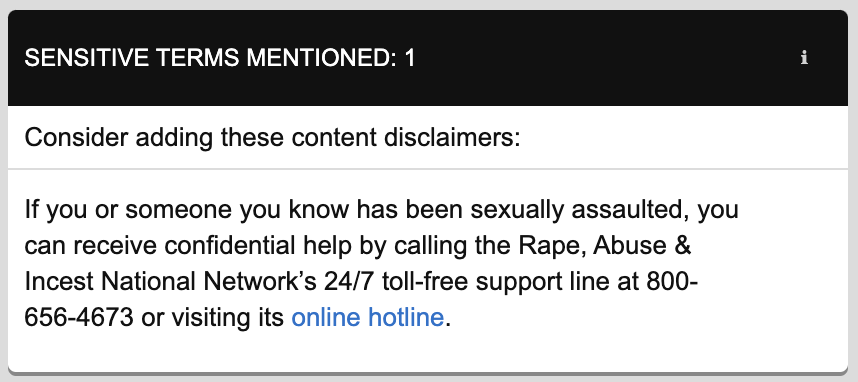 SENSITIVE TERMS MENTIONED: 1
Consider adding these content disclaimers:
If you or someone you know has been sexually assaulted, you
can receive confidential help by calling the Rape, Abuse &
Incest National Network’s 24/7 toll-free support line at 800-
656-4673 or visiting its online hotline.